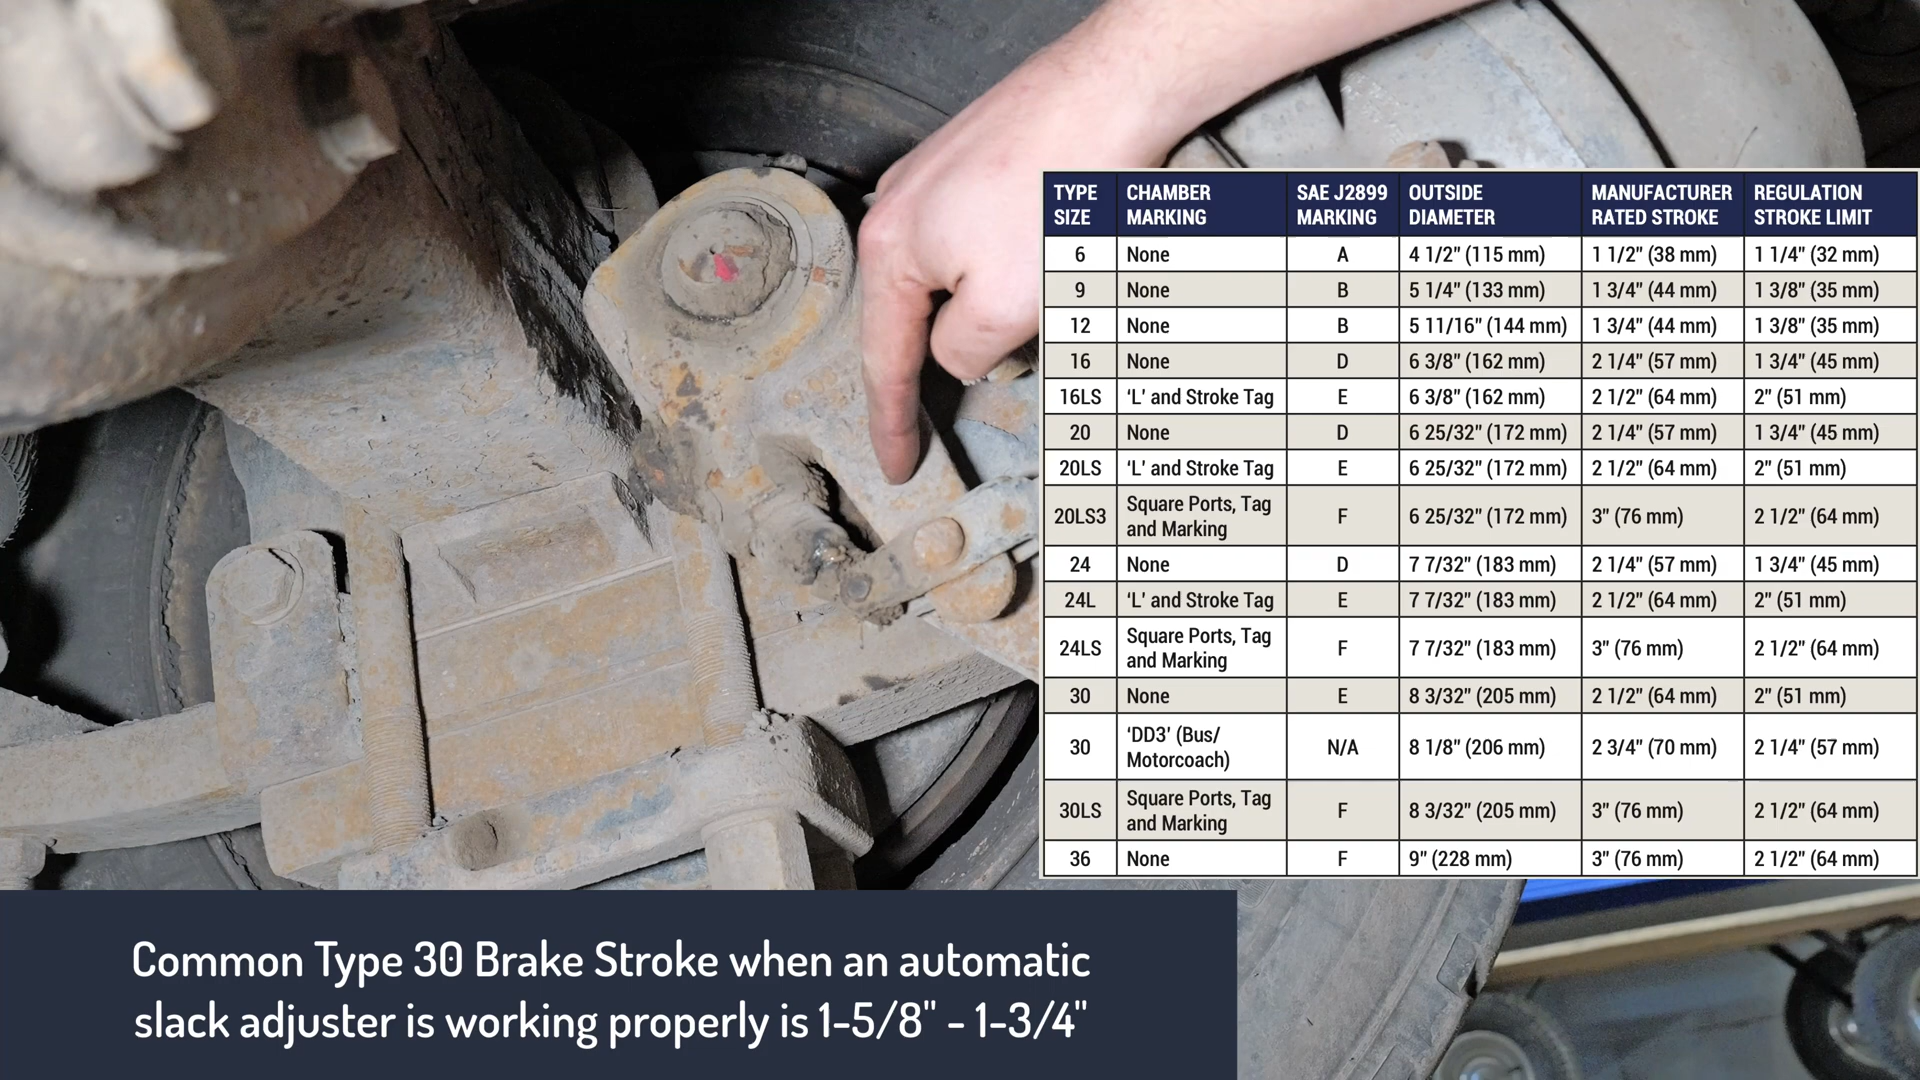 TYPE SIZE CHAMBER MARKING SAE J2899 MARKING OUTSIDE DIAMETER MANUFACTURER RATED STROKE REGULATION STROKE LIMIT
6 None A 4 1/2" (115 mm) 1 1/2" (38 mm) 1 1/4" (32 mm)
9 None B 5 1/4" (133 mm) 1 3/4" (44 mm) 1 3/8" (35 mm)
12 None B 5 11/16" (144 mm) 1 3/4" (44 mm) 1 3/8" (35 mm)
16 None D 6 3/8" (162 mm) 2 1/4" (57 mm) 1 3/4" (45 mm)
16LS ‘L’ and Stroke Tag E 6 3/8" (162 mm) 2 1/2" (64 mm) 2" (51 mm)
20 None D 6 25/32" (172 mm) 2 1/4" (57 mm) 1 3/4" (45 mm)
20LS ‘L’ and Stroke Tag E 6 25/32" (172 mm) 2 1/2" (64 mm) 2" (51 mm)
20LS3 Square Ports, Tag and Marking F 6 25/32" (172 mm) 3" (76 mm) 2 1/2" (64 mm)
24 None D 7 7/32" (183 mm) 2 1/4" (57 mm) 1 3/4" (45 mm)
24L ‘L’ and Stroke Tag E 7 7/32" (183 mm) 2 1/2" (64 mm) 2" (51 mm)
24LS Square Ports, Tag and Marking F 7 7/32" (183 mm) 3" (76 mm) 2 1/2" (64 mm)
30 None E 8 3/32" (205 mm) 2 1/2" (64 mm) 2" (51 mm)
30 ‘DD3’ (Bus/ Motorcoach) N/A 8 1/8" (206 mm) 2 3/4" (70 mm) 2 1/4" (57 mm)
30LS Square Ports, Tag and Marking F 8 3/32" (205 mm) 3" (76 mm) 2 1/2" (64 mm)
36 None F 9" (228 mm) 3" (76 mm) 2 1/2" (64 mm)
Common Type 30 Brake Stroke when an automatic
slack adjuster is working properly is 1-5/8" - 1-3/4"